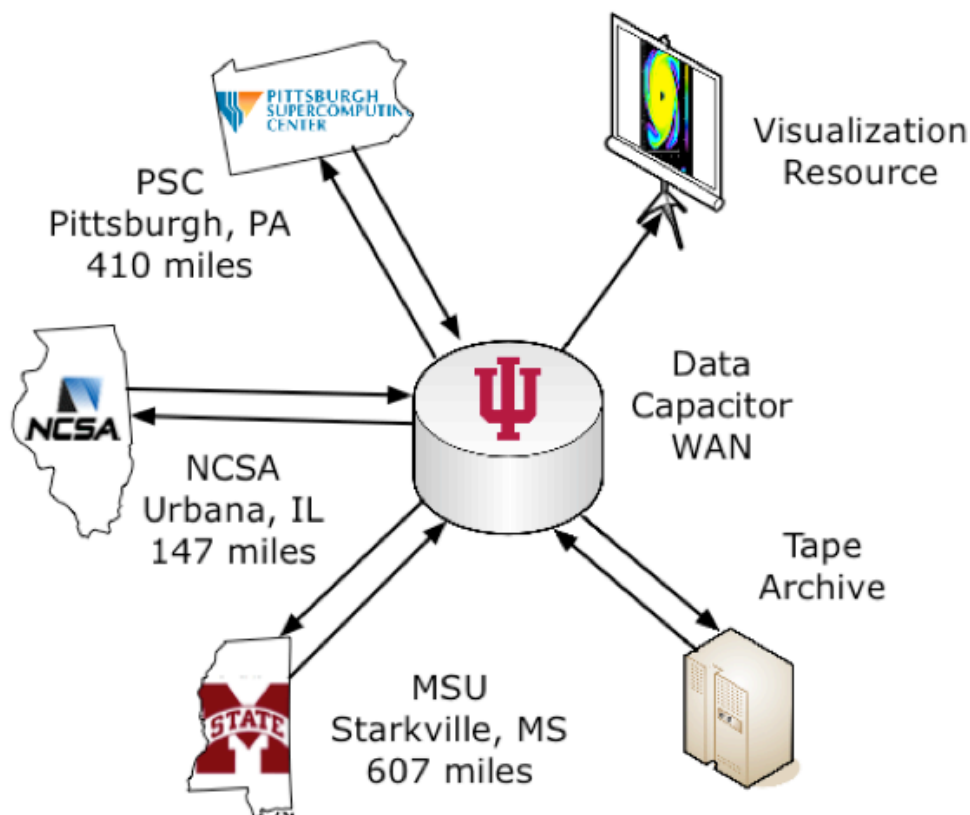 PITTSBURGH
SUPERCOMPUTING
CENTER
PSC
Pittsburgh, PA
410 miles
Visualization
Resource
Data
Capacitor
WAN
NCSA
NCSA
Urbana, IL
147 miles
Tape
Archive
M
STATE
MSU
Starkville, MS
607 miles